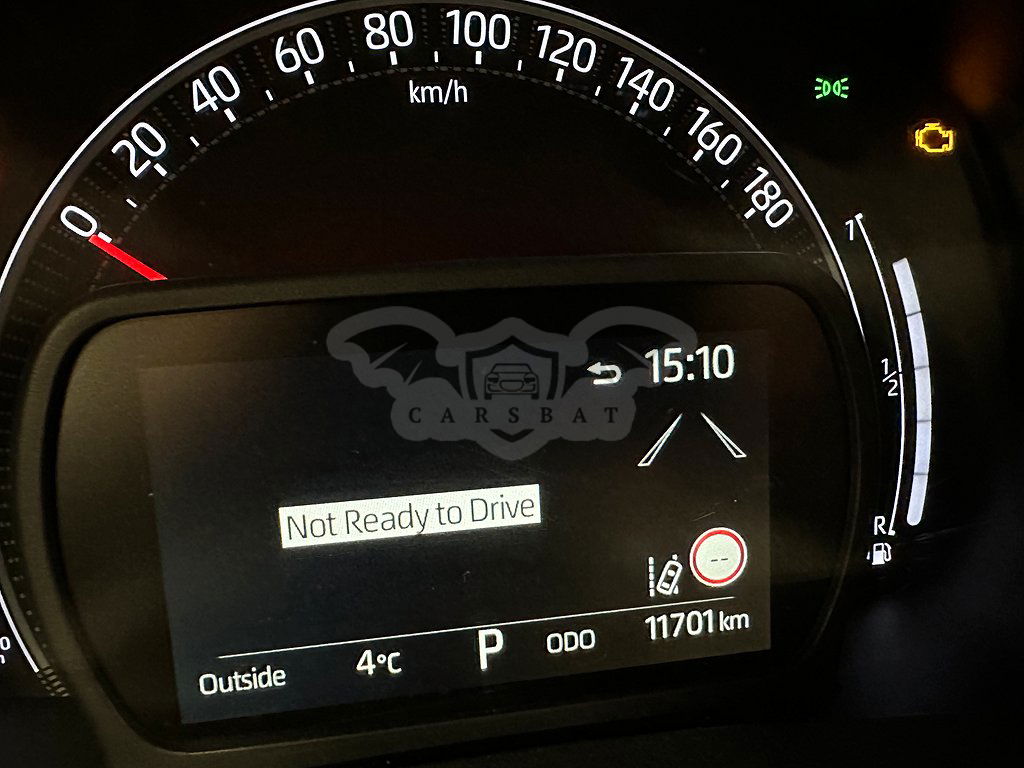 0
20
40
60
80
100
120
140
160
180
km/h
1
1/2
R
15:10
CARSBAT
Not Ready to Drive
--
Outside
4°C
P
ODO
11701 km